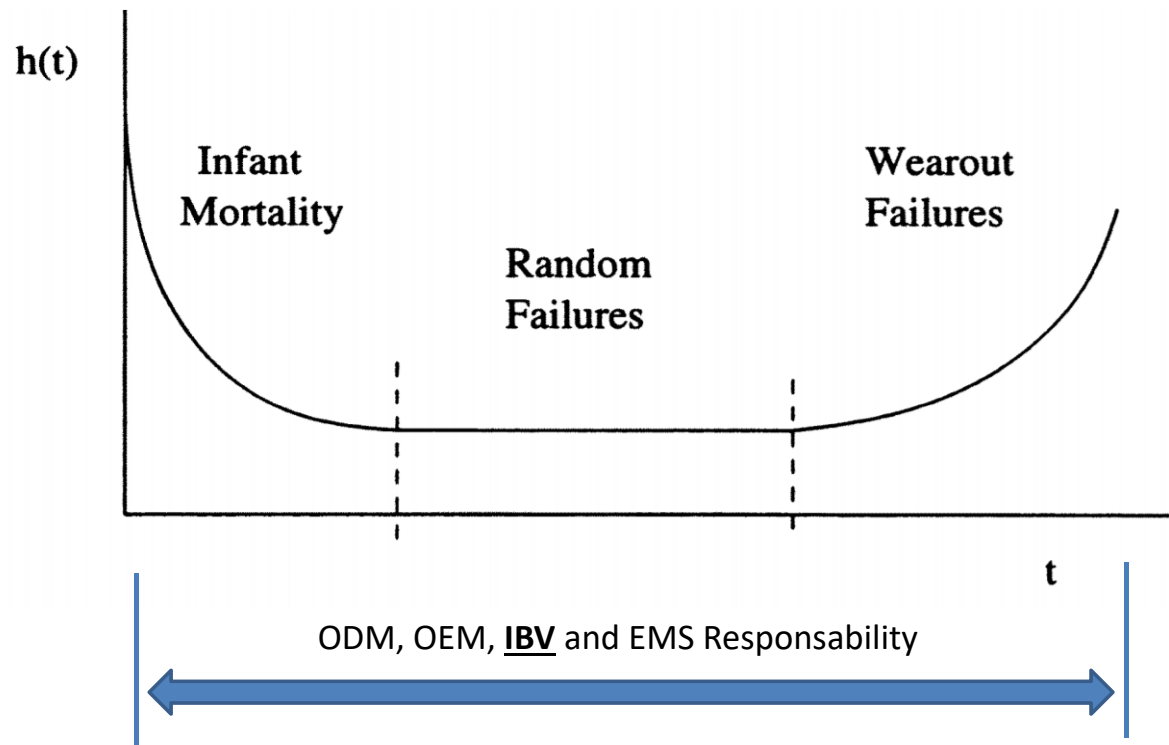 h(t)
Infant
Mortality
Wearout
Failures
Random
Failures
t
ODM, OEM, IBV and EMS Responsability